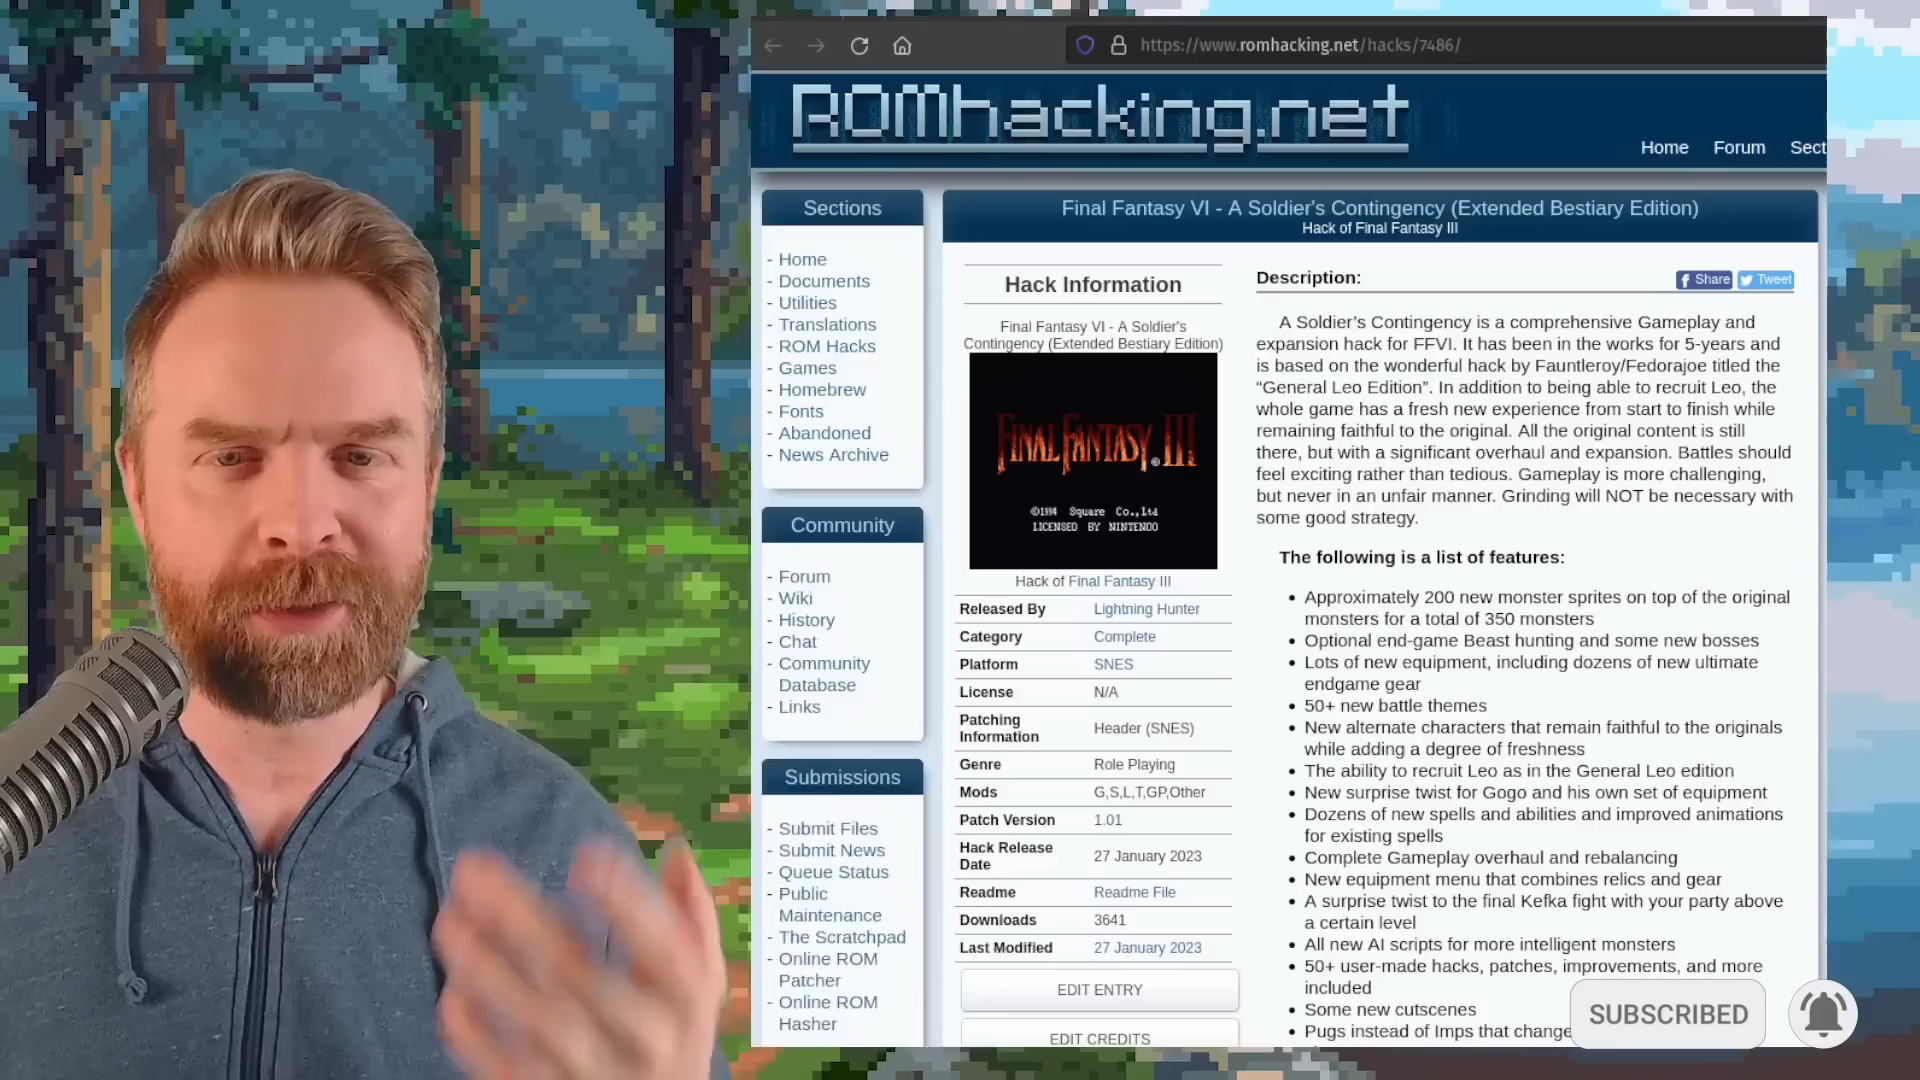 https://www.romhacking.net/hacks/7486/
ROMhacking.net
Home Forum Sect
Sections
- Home
- Documents
- Utilities
- Translations
- ROM Hacks
- Games
- Homebrew
- Fonts
- Abandoned
- News Archive
Community
- Forum
- Wiki
- History
- Chat
- Community
Database
- Links
Submissions
- Submit Files
- Submit News
- Queue Status
- Public
Maintenance
- The Scratchpad
- Online ROM
Patcher
- Online ROM
Hasher
Final Fantasy VI - A Soldier's Contingency (Extended Bestiary Edition)
Hack of Final Fantasy III
Hack Information
Final Fantasy VI - A Soldier's
Contingency (Extended Bestiary Edition)
FINAL FANTASY III
©1994 Square Co.,Ltd
LICENSED BY NINTENDO
Hack of Final Fantasy III
Released By Lightning Hunter
Category Complete
Platform SNES
License N/A
Patching
Information Header (SNES)
Genre Role Playing
Mods G,S,L,T,GP,Other
Patch Version 1.01
Hack Release
Date 27 January 2023
Readme Readme File
Downloads 3641
Last Modified 27 January 2023
EDIT ENTRY
EDIT CREDITS
Description:
Share Tweet
A Soldier’s Contingency is a comprehensive Gameplay and
expansion hack for FFVI. It has been in the works for 5-years and
is based on the wonderful hack by Fauntleroy/Fedorajoe titled the
“General Leo Edition”. In addition to being able to recruit Leo, the
whole game has a fresh new experience from start to finish while
remaining faithful to the original. All the original content is still
there, but with a significant overhaul and expansion. Battles should
feel exciting rather than tedious. Gameplay is more challenging,
but never in an unfair manner. Grinding will NOT be necessary with
some good strategy.
The following is a list of features:
• Approximately 200 new monster sprites on top of the original
monsters for a total of 350 monsters
• Optional end-game Beast hunting and some new bosses
• Lots of new equipment, including dozens of new ultimate
endgame gear
• 50+ new battle themes
• New alternate characters that remain faithful to the originals
while adding a degree of freshness
• The ability to recruit Leo as in the General Leo edition
• New surprise twist for Gogo and his own set of equipment
• Dozens of new spells and abilities and improved animations
for existing spells
• Complete Gameplay overhaul and rebalancing
• New equipment menu that combines relics and gear
• A surprise twist to the final Kefka fight with your party above
a certain level
• All new AI scripts for more intelligent monsters
• 50+ user-made hacks, patches, improvements, and more
included
• Some new cutscenes
• Pugs instead of Imps that change
SUBSCRIBED